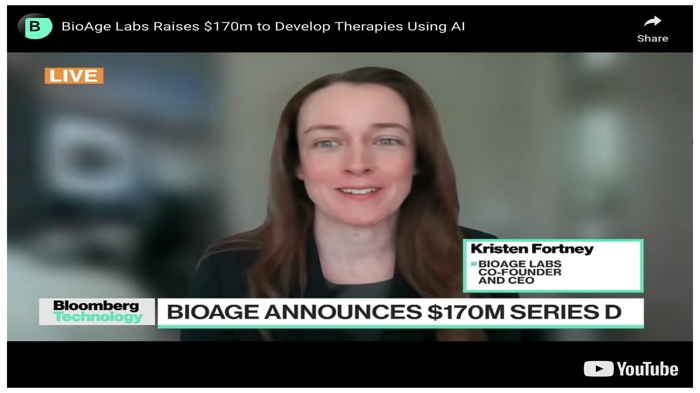 B
BioAge Labs Raises $170m to Develop Therapies Using AI
Share
LIVE
Kristen Fortney
BIOAGE LABS
CO-FOUNDER
AND CEO
Bloomberg
Technology
BIOAGE ANNOUNCES $170M SERIES D
YouTube